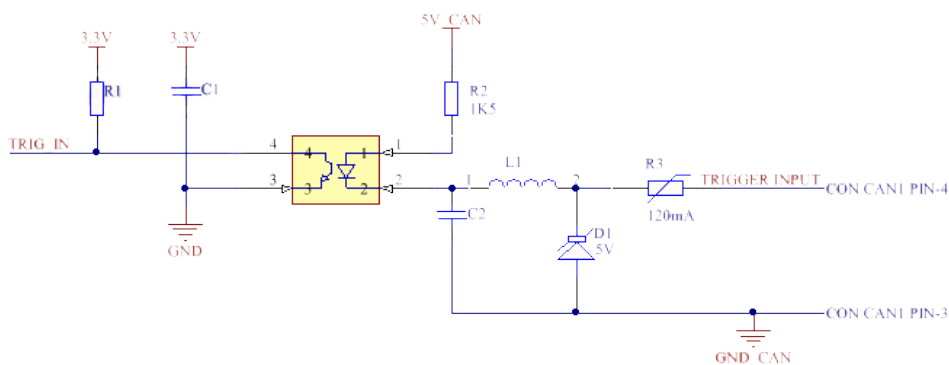 5V_CAN
3.3V
3.3V
R1
C1
R2
1K5
TRIG_IN
4
4
1
1
3
3
2
2
1
L1
2
R3
TRIGGER INPUT
CON CAN1 PIN-4
120mA
C2
D1
5V
GND
CON CAN1 PIN-3
GND_CAN